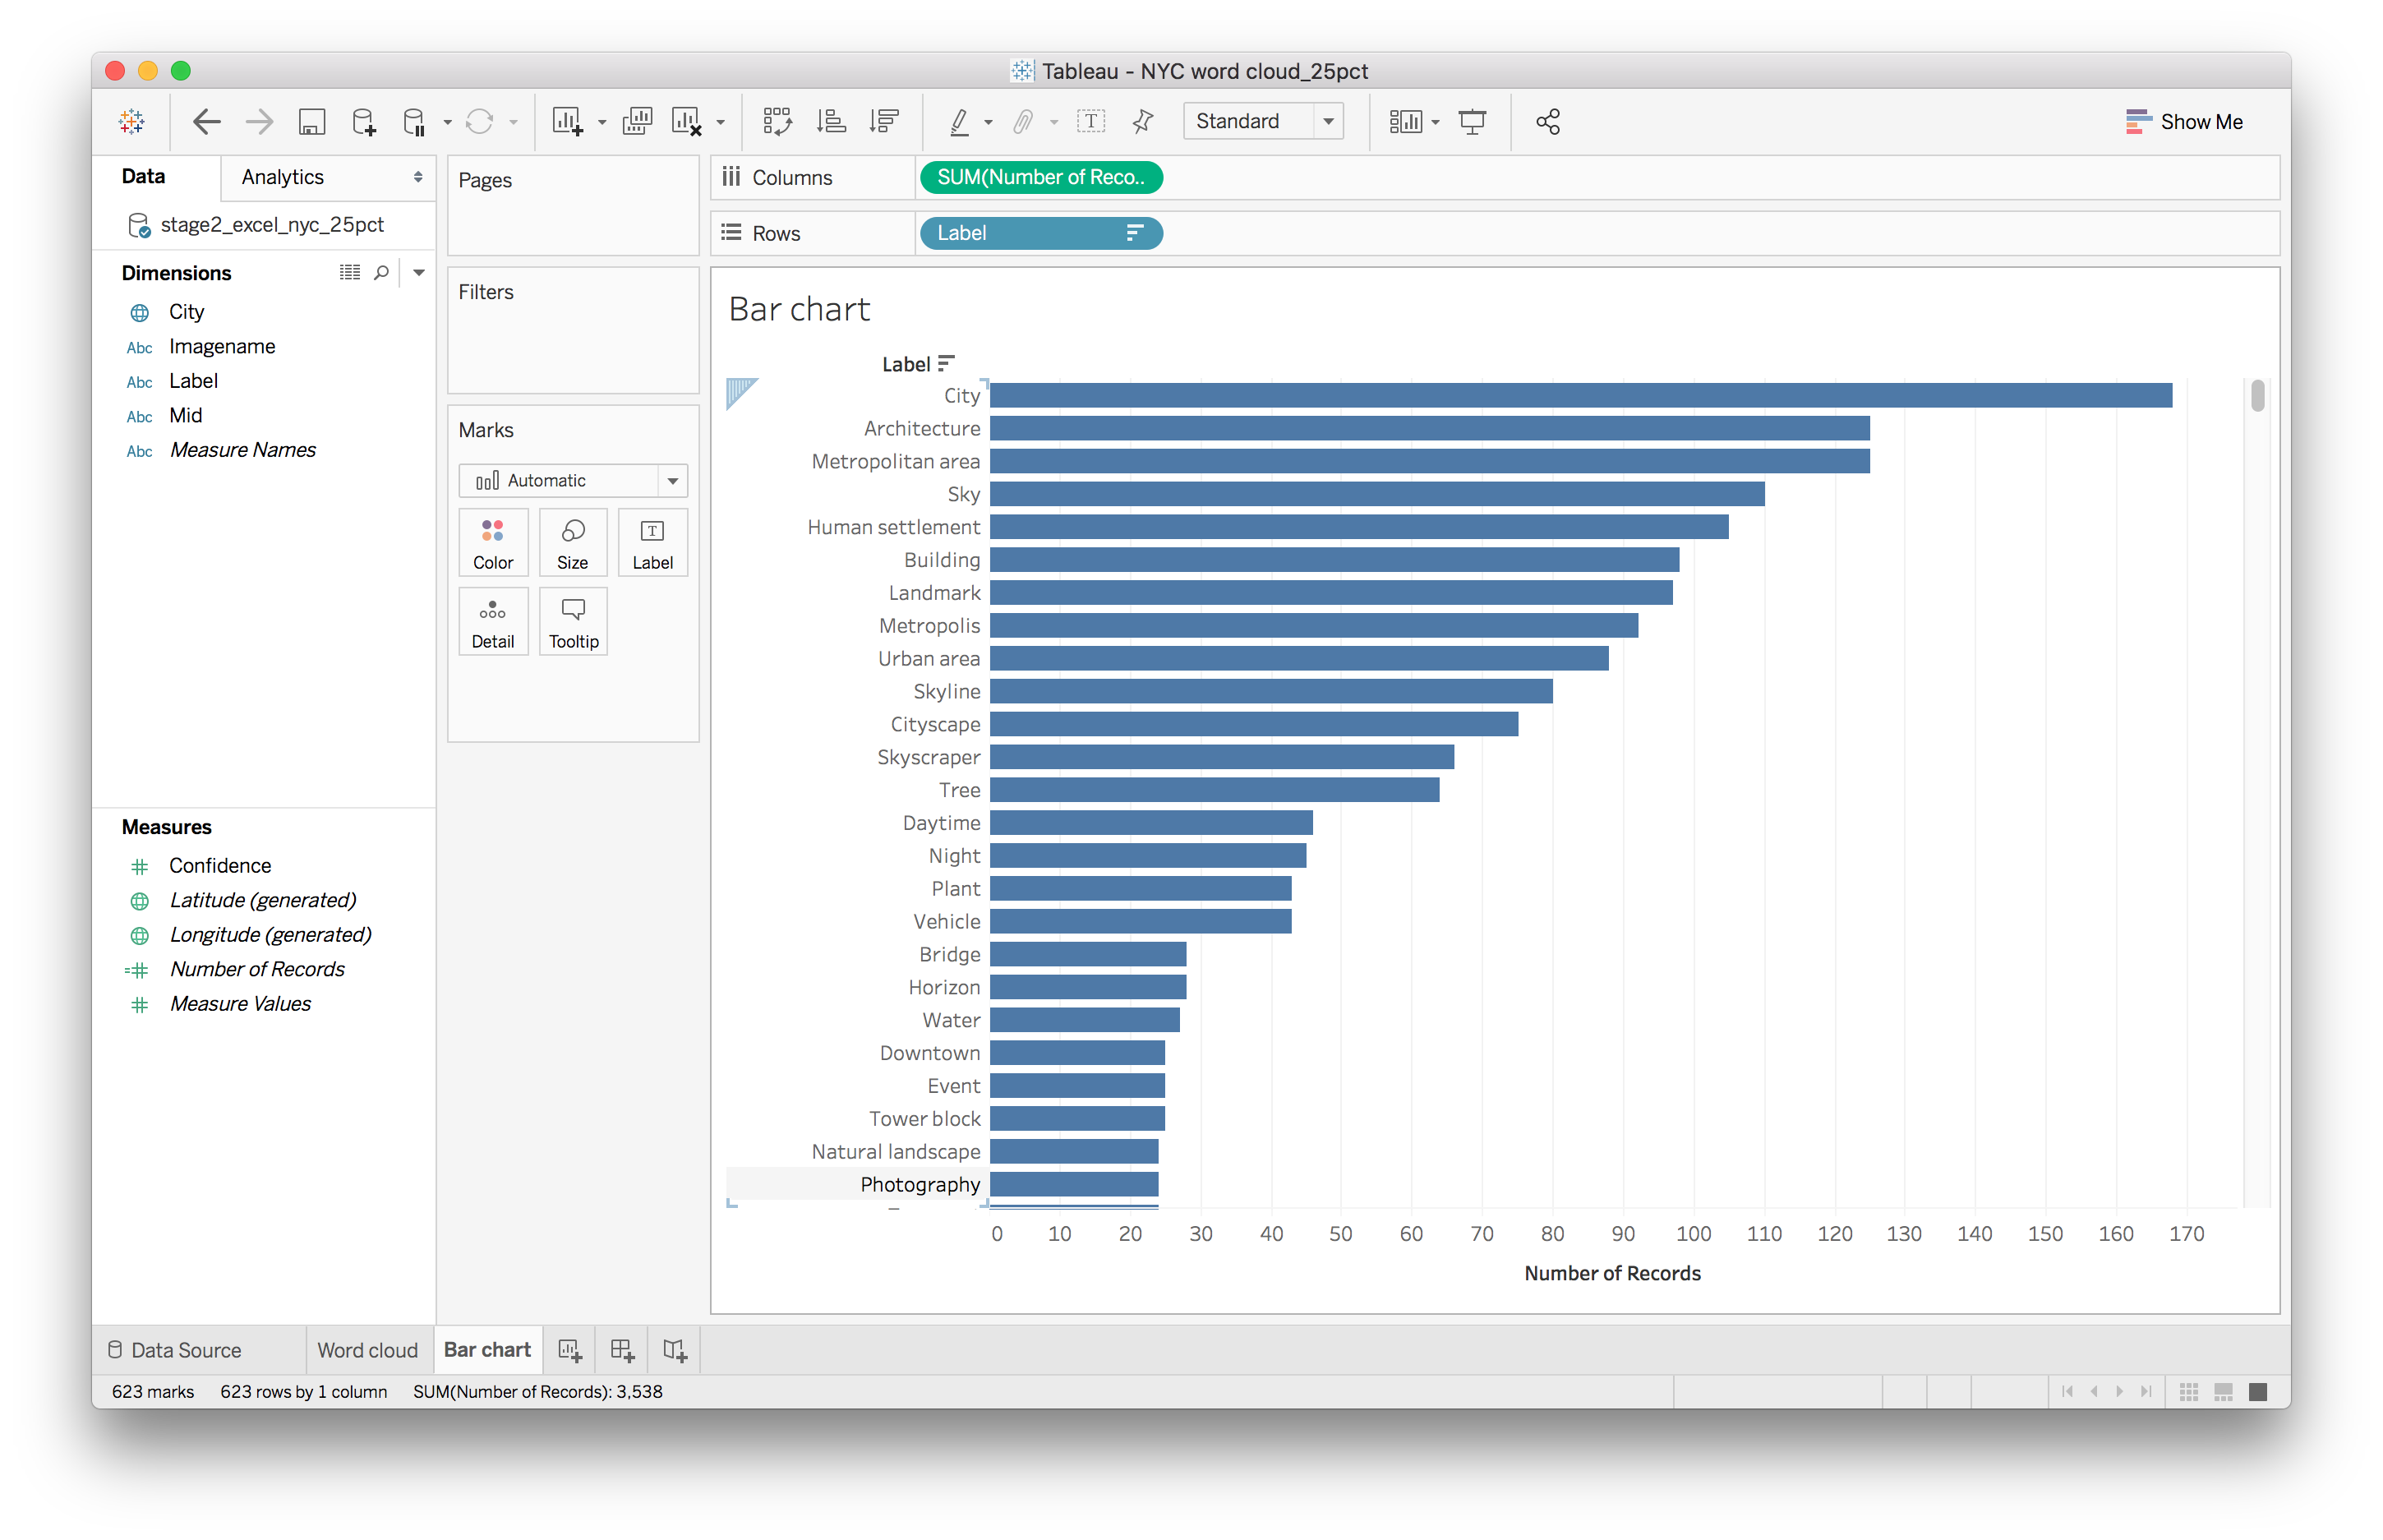 Tableau - NYC word cloud_25pct
Standard
Show Me
Data
Analytics
stage2_excel_nyc_25pct
Dimensions
City
Abc Imagename
Abc Label
Abc Mid
Abc Measure Names
Measures
Confidence
Latitude (generated)
Longitude (generated)
Number of Records
Measure Values
Pages
Filters
Marks
Automatic
Color
Size
Label
Detail
Tooltip
Columns
SUM(Number of Reco..
Rows
Label
Bar chart
Label
City
Architecture
Metropolitan area
Sky
Human settlement
Building
Landmark
Metropolis
Urban area
Skyline
Cityscape
Skyscraper
Tree
Daytime
Night
Plant
Vehicle
Bridge
Horizon
Water
Downtown
Event
Tower block
Natural landscape
Photography
0 10 20 30 40 50 60 70 80 90 100 110 120 130 140 150 160 170
Number of Records
Data Source
Word cloud
Bar chart
623 marks 623 rows by 1 column SUM(Number of Records): 3,538